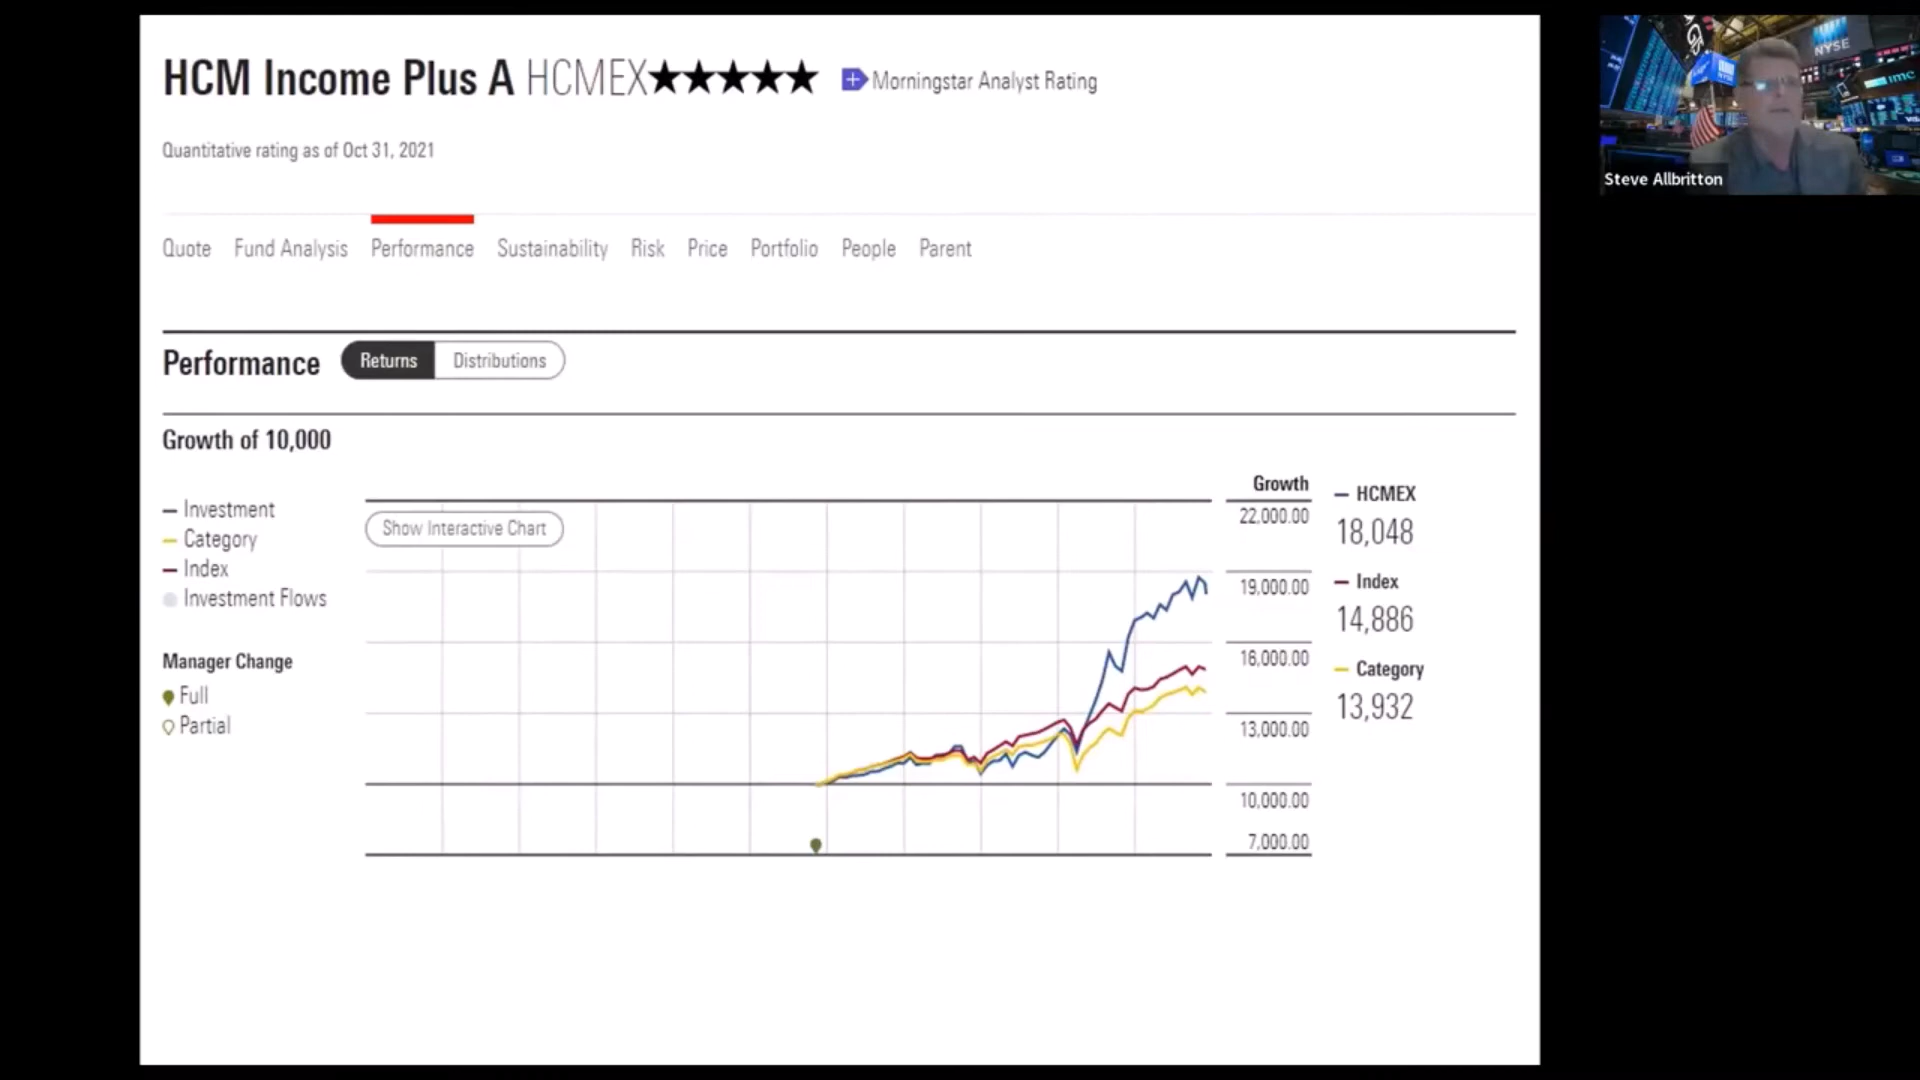 HCM Income Plus A HCMEX★★★★★ Morningstar Analyst Rating
Quantitative rating as of Oct 31, 2021
Quote Fund Analysis Performance Sustainability Risk Price Portfolio People Parent
Performance Returns Distributions
Growth of 10,000
Investment
Category
Index
Investment Flows
Manager Change
Full
Partial
Show Interactive Chart
Growth
22,000.00
19,000.00
16,000.00
13,000.00
10,000.00
7,000.00
HCMEX
18,048
Index
14,886
Category
13,932
NYSE
imc
Steve Allbritton